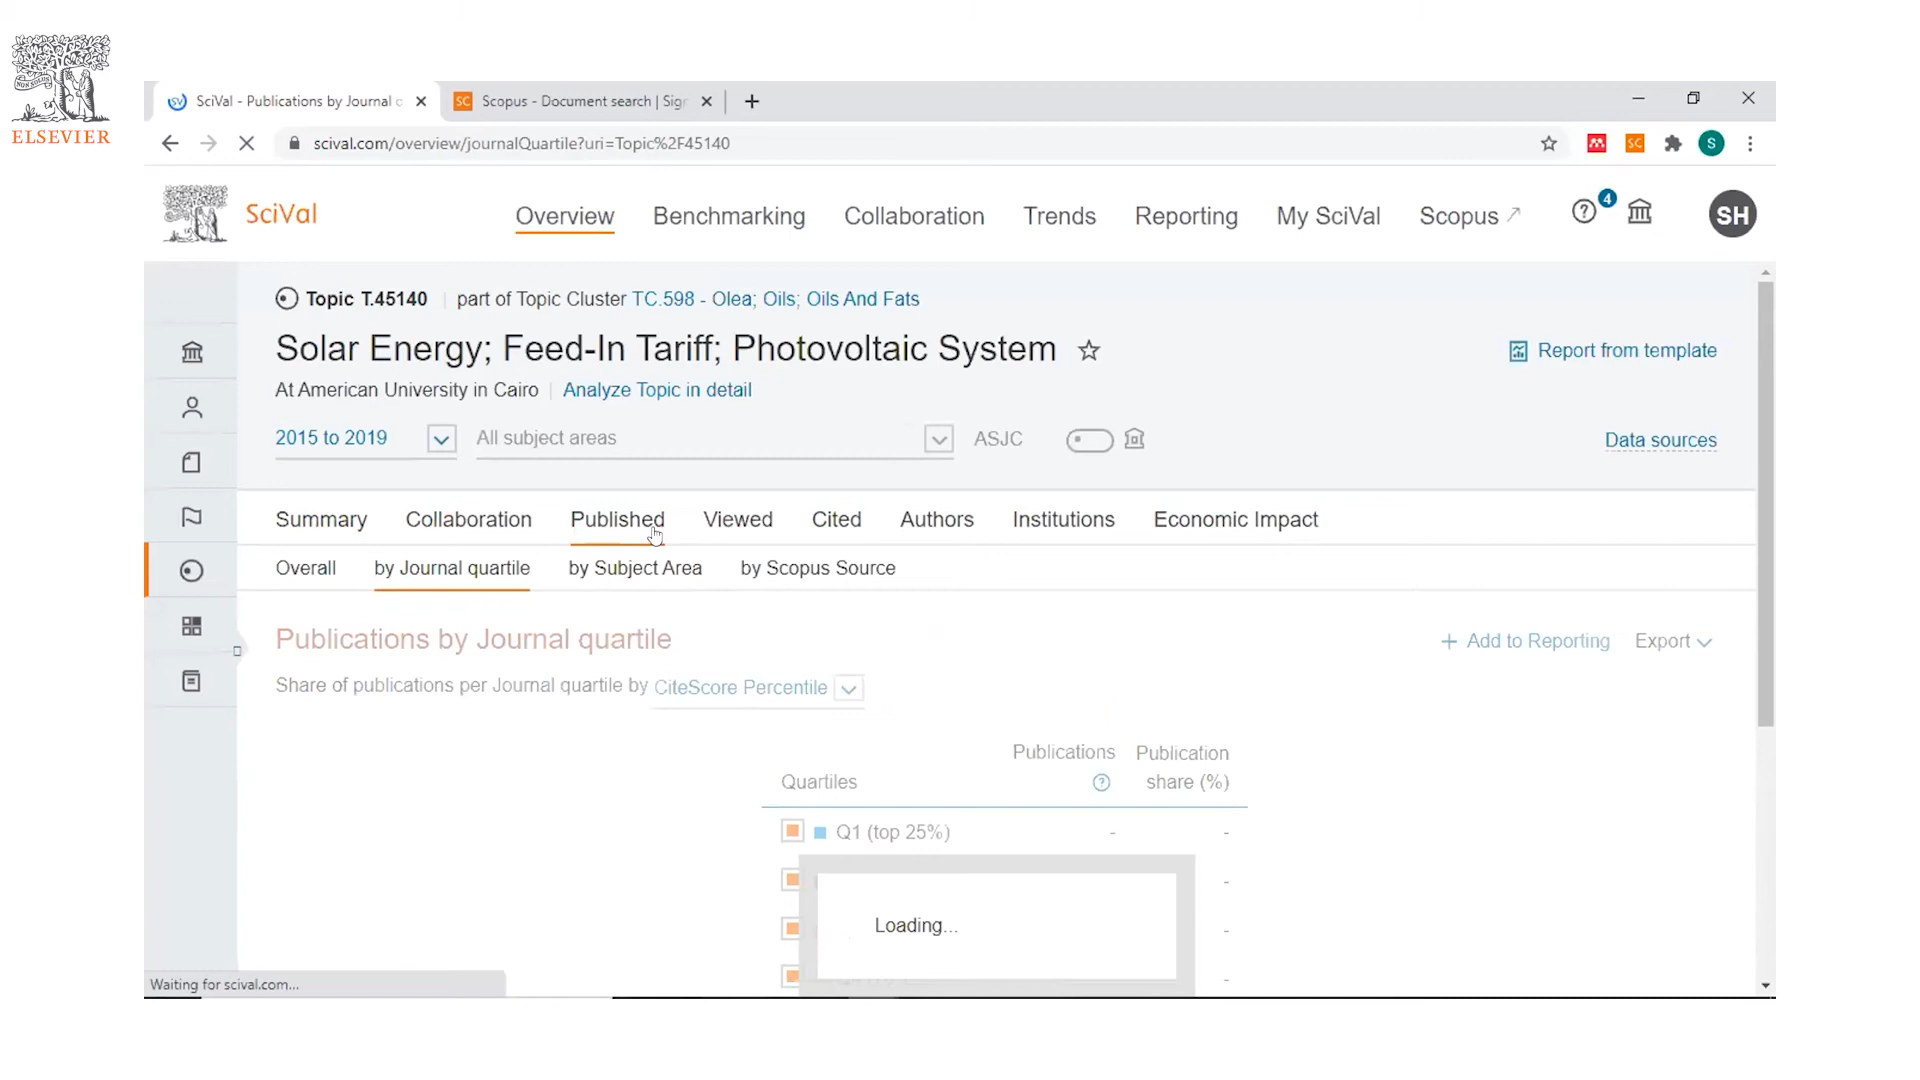 ELSEVIER
SciVal - Publications by Journal
Scopus - Document search | Sig
scival.com/overview/journalQuartile?uri=Topic%2F45140
SciVal
Overview
Benchmarking
Collaboration
Trends
Reporting
My SciVal
Scopus
4
SH
Topic T.45140
part of Topic Cluster TC.598 - Olea; Oils; Oils And Fats
Solar Energy; Feed-In Tariff; Photovoltaic System
Report from template
At American University in Cairo
Analyze Topic in detail
2015 to 2019
All subject areas
ASJC
Data sources
Summary
Collaboration
Published
Viewed
Cited
Authors
Institutions
Economic Impact
Overall
by Journal quartile
by Subject Area
by Scopus Source
Publications by Journal quartile
+ Add to Reporting
Export
Share of publications per Journal quartile by CiteScore Percentile
Quartiles
Publications
Publication
share (%)
Q1 (top 25%)
-
-
-
-
-
Loading...
Waiting for scival.com...